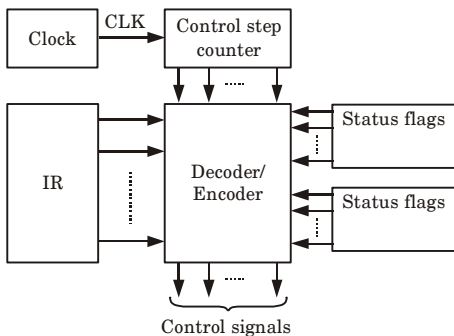 Clock
CLK
Control step
counter
IR
Decoder/
Encoder
Status flags
Status flags
Control signals